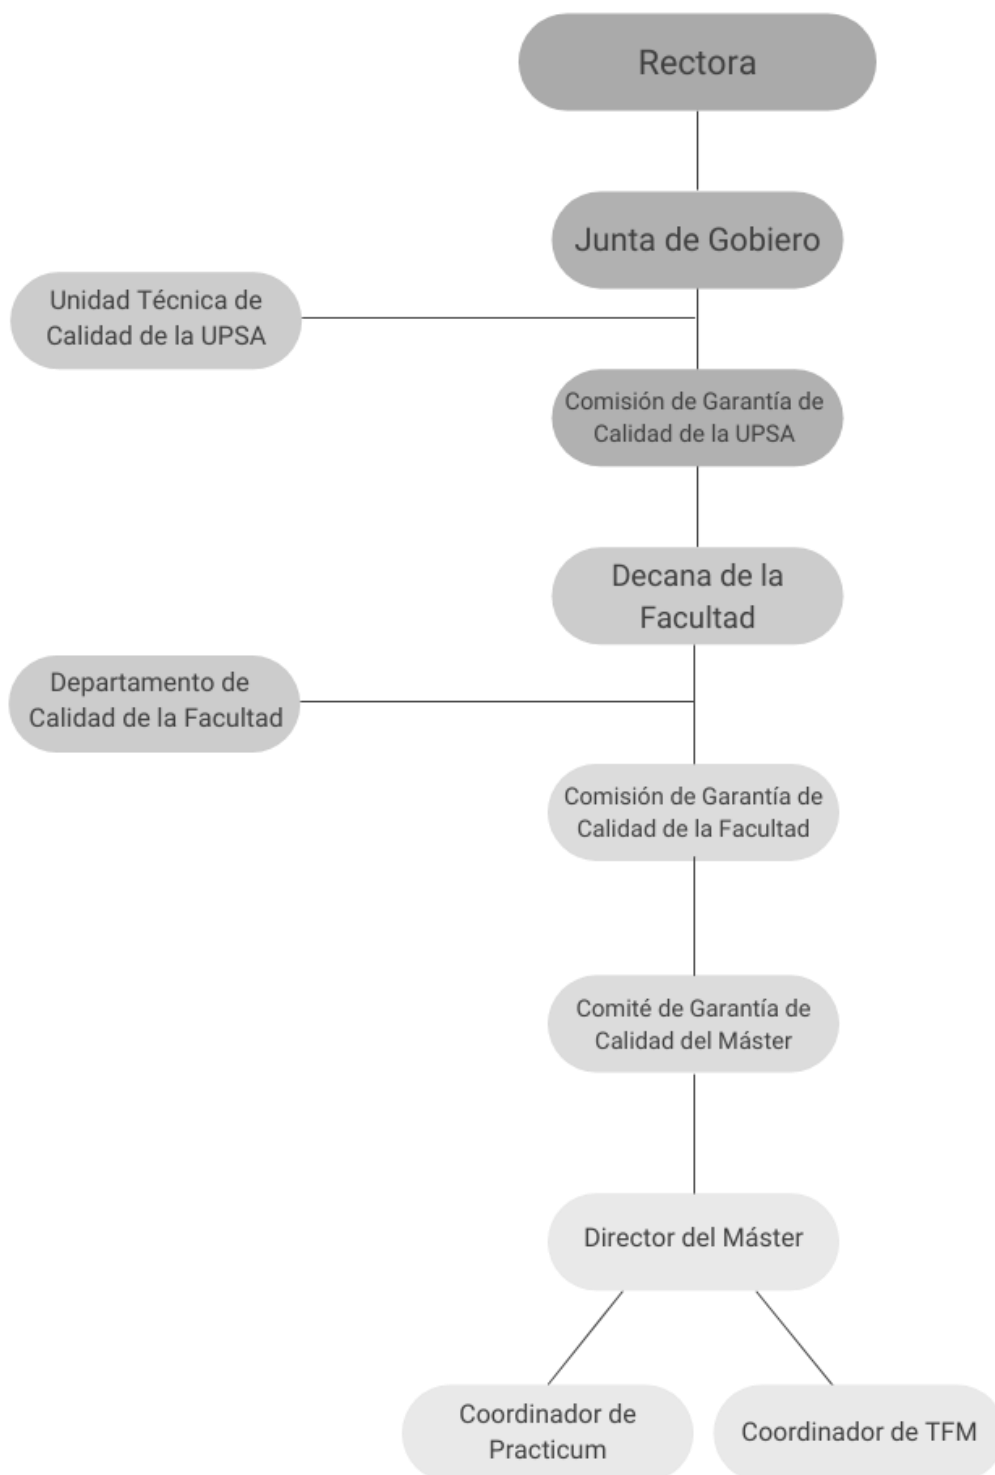 Rectora
Junta de Gobiero
Unidad Técnica de
Calidad de la UPSA
Comisión de Garantía de
Calidad de la UPSA
Decana de la
Facultad
Departamento de
Calidad de la Facultad
Comisión de Garantía de
Calidad de la Facultad
Comité de Garantía de
Calidad del Máster
Director del Máster
Coordinador de
Practicum
Coordinador de TFM